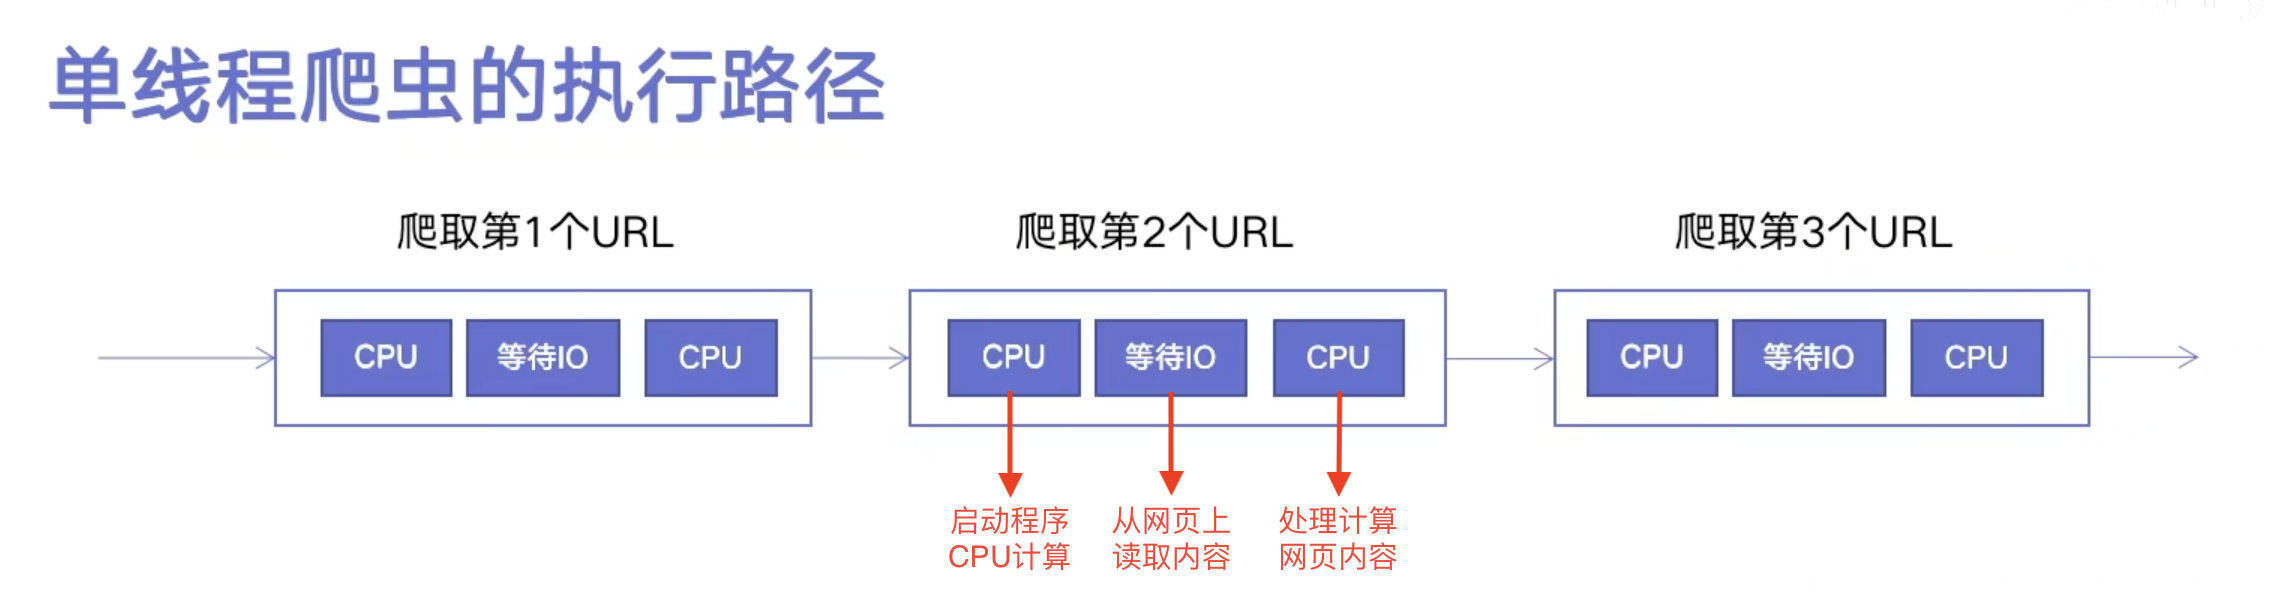 单线程爬虫的执行路径
爬取第1个URL
爬取第2个URL
爬取第3个URL
CPU
等待IO
CPU
CPU
等待IO
CPU
CPU
等待IO
CPU
启动程序
CPU计算
从网页上
读取内容
处理计算
网页内容